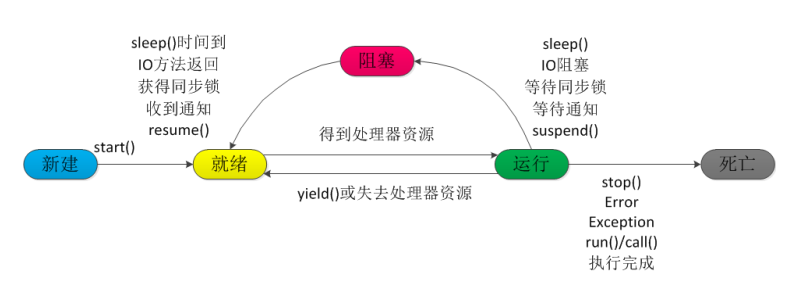 sleep()时间到
IO方法返回
获得同步锁
收到通知
resume()
阻塞
sleep()
IO阻塞
等待同步锁
等待通知
suspend()
新建
start()
就绪
得到处理器资源
yield()或失去处理器资源
运行
死亡
stop()
Error
Exception
run()/call()
执行完成